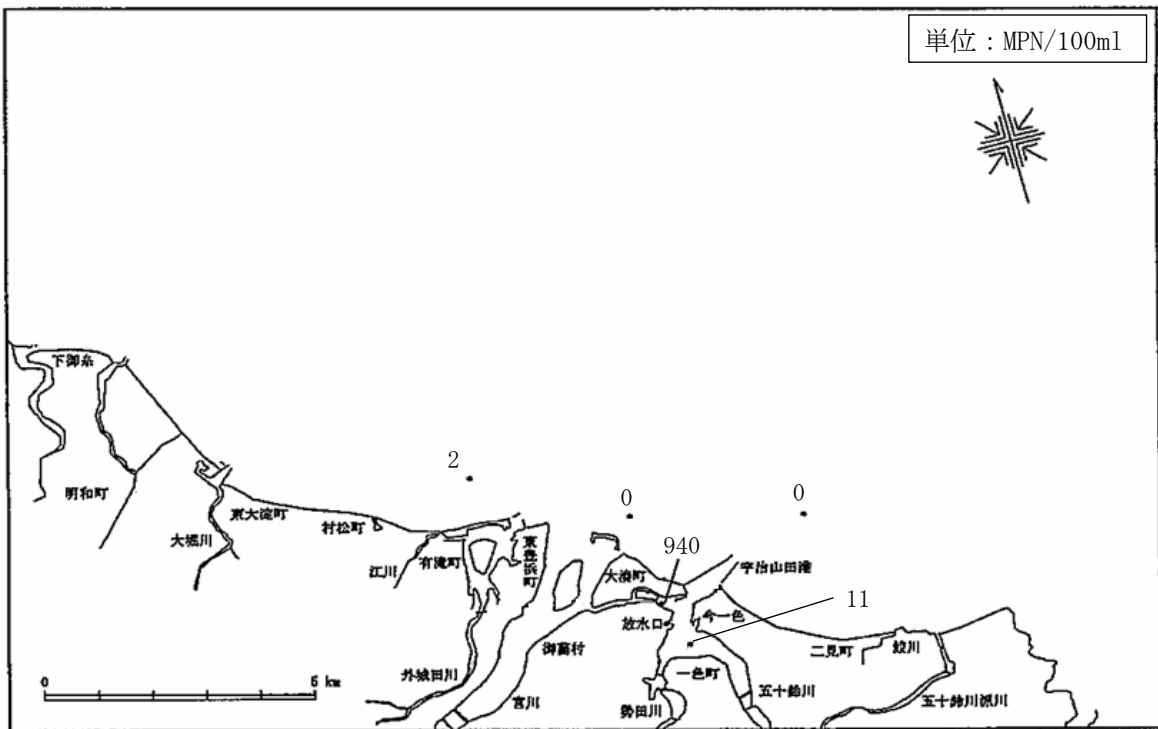 単位：MPN/100ml
下御糸
明和町
大堀川
東大淀町
村松町
江川
有滝町
東豊浜町
外城田川
宮川
御薗村
大湊町
放水口
勢田川
一色町
今一色
宇治山田港
五十鈴川
二見町
鮫川
五十鈴川派川
2
0
0
940
11
0
5 km